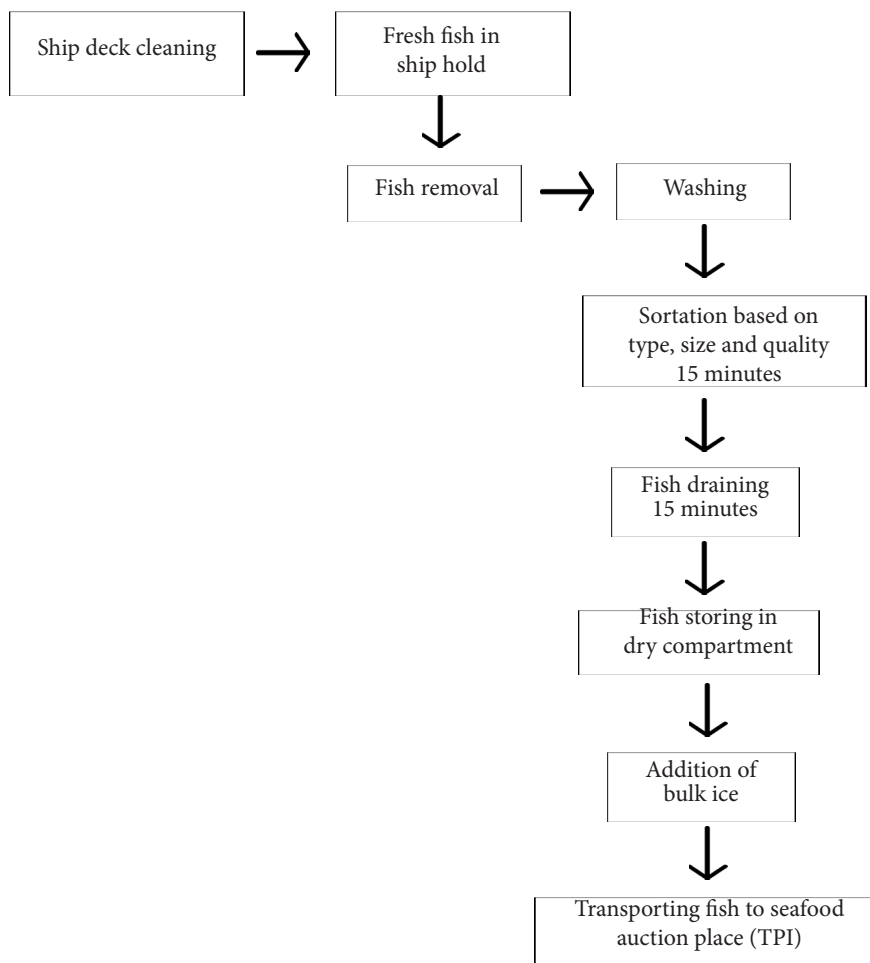 Ship deck cleaning
Fresh fish in
ship hold
Fish removal
Washing
Sortation based on
type, size and quality
15 minutes
Fish draining
15 minutes
Fish storing in
dry compartment
Addition of
bulk ice
Transporting fish to seafood
auction place (TPI)